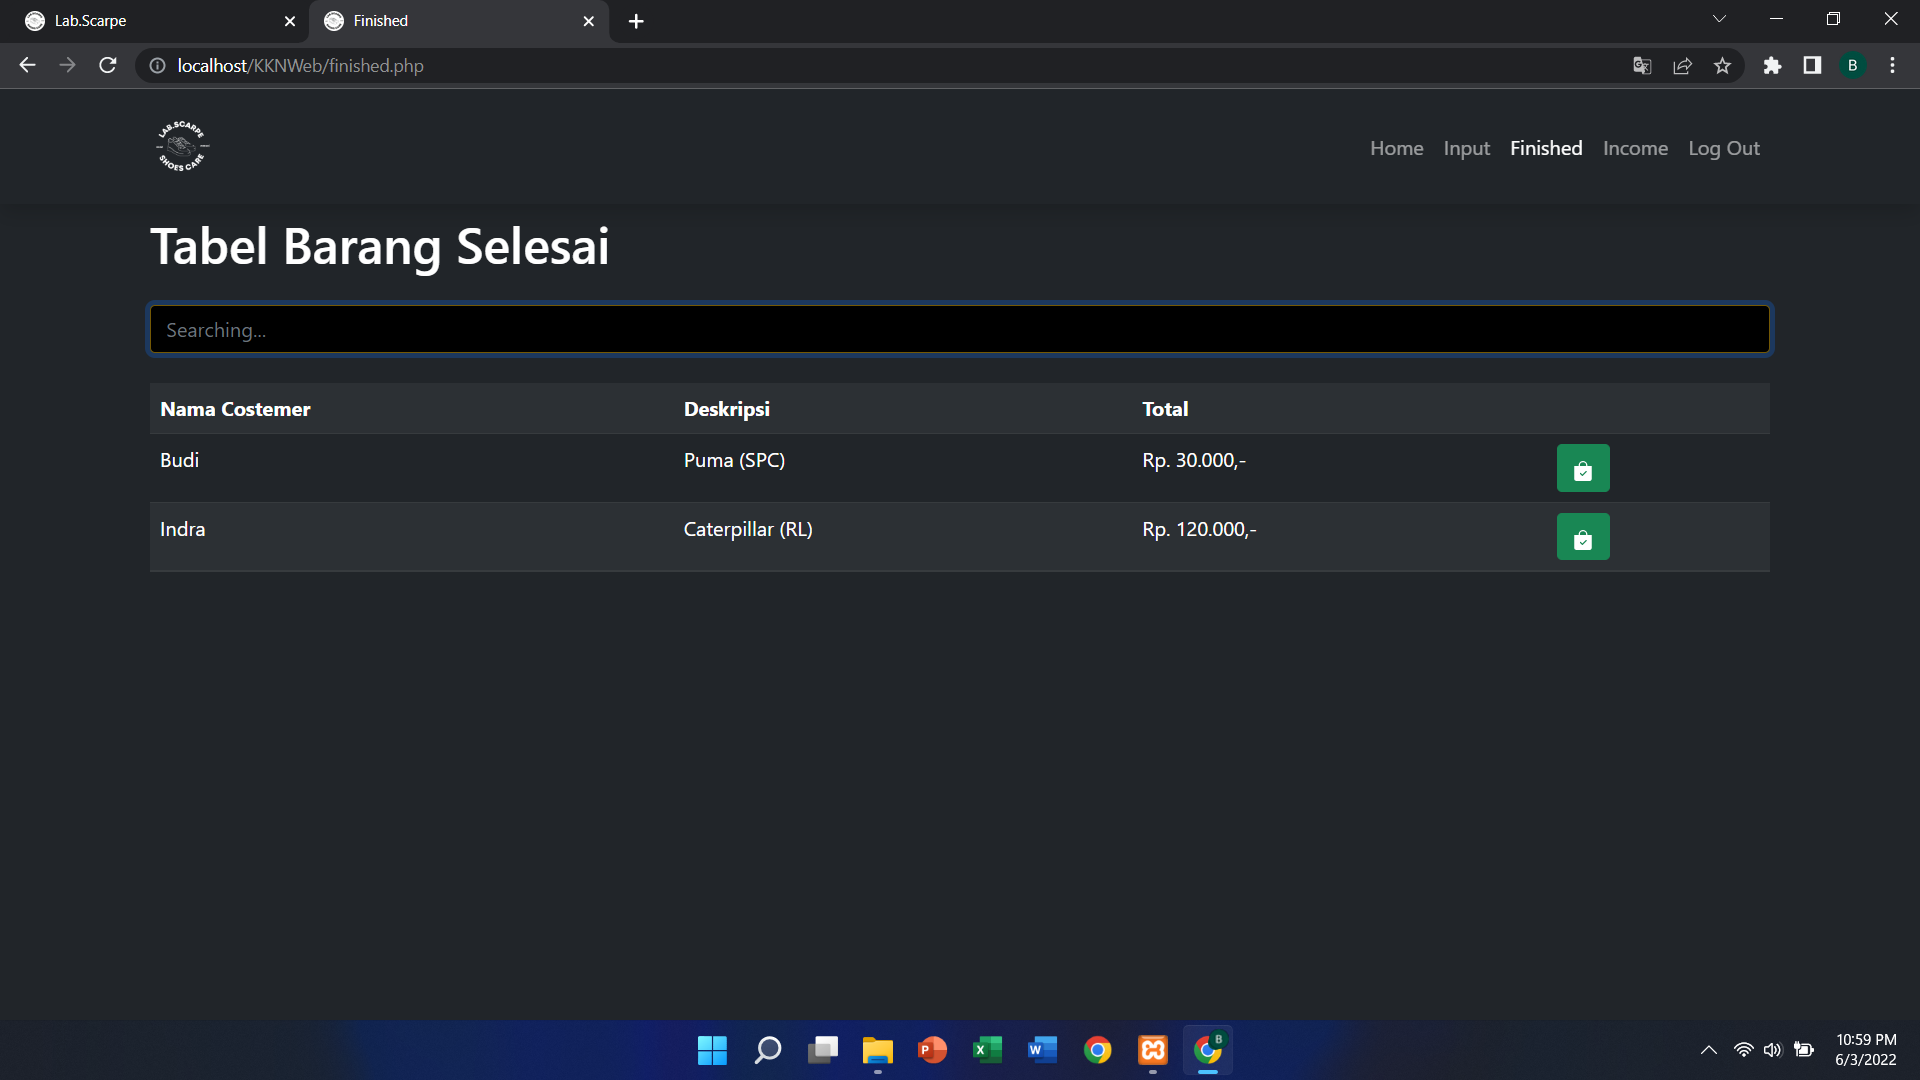 Lab.Scarpe
Finished
localhost/KKNWeb/finished.php
B
LAB.SCARPE
SHOES CARE
Home Input Finished Income Log Out
Tabel Barang Selesai
Searching...
Nama Costemer Deskripsi Total
Budi Puma (SPC) Rp. 30.000,-
Indra Caterpillar (RL) Rp. 120.000,-
10:59 PM
6/3/2022